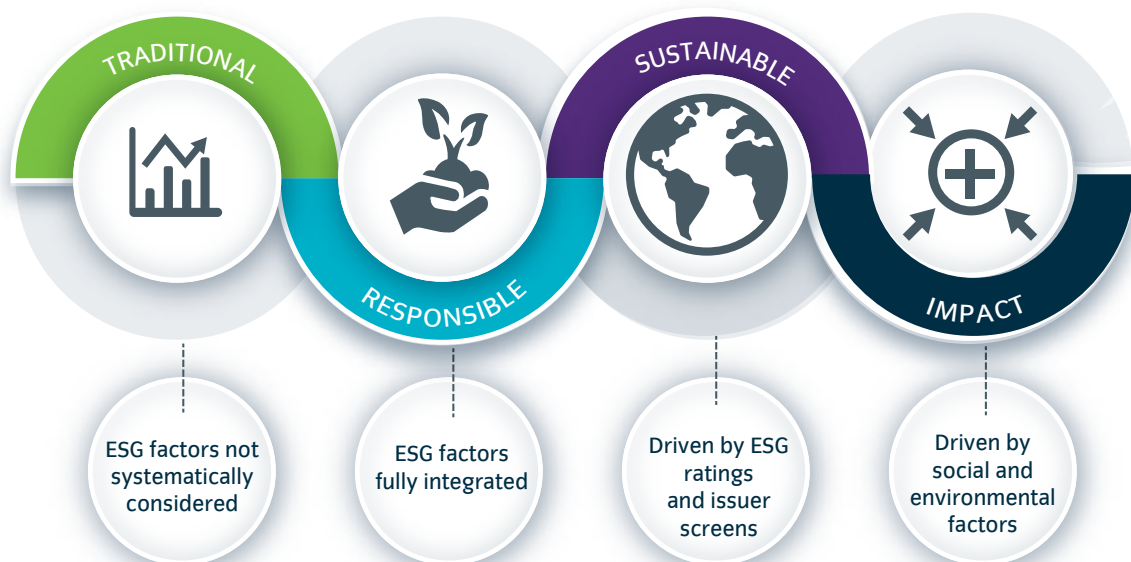 TRADITIONAL
RESPONSIBLE
SUSTAINABLE
IMPACT
ESG factors not
systematically
considered
ESG factors
fully integrated
Driven by ESG
ratings
and issuer
screens
Driven by
social and
environmental
factors